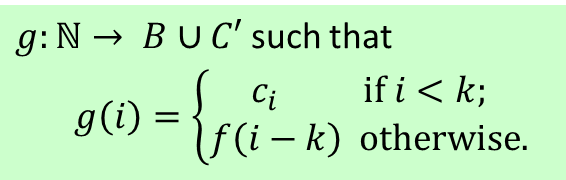 g: ℕ → B ∪ C′ such that
g(i) = { cᵢ if i < k;
f(i − k) otherwise.